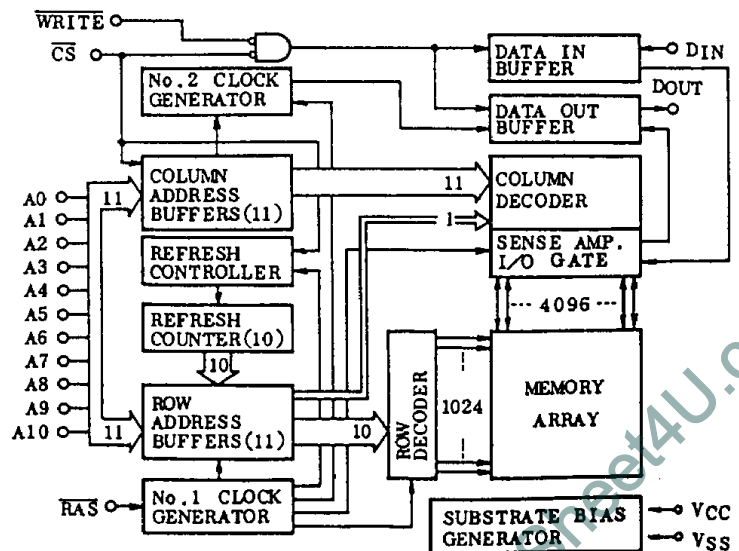 WRITE
CS
No.2 CLOCK
GENERATOR
DATA IN
BUFFER
DIN
DOUT
DATA OUT
BUFFER
COLUMN
ADDRESS
BUFFERS(11)
11
11
COLUMN
DECODER
1
SENSE AMP.
I/O GATE
A0
A1
A2
A3
A4
A5
A6
A7
A8
A9
A10
11
REFRESH
CONTROLLER
REFRESH
COUNTER(10)
10
4096
ROW
ADDRESS
BUFFERS(11)
10
ROW
DECODER
1024
MEMORY
ARRAY
RAS
No.1 CLOCK
GENERATOR
SUBSTRATE BIAS
GENERATOR
VCC
VSS